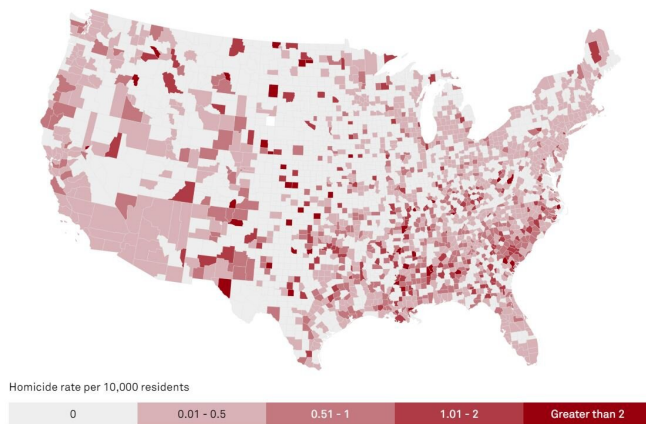 Homicide rate per 10,000 residents
0
0.01 - 0.5
0.51 - 1
1.01 - 2
Greater than 2